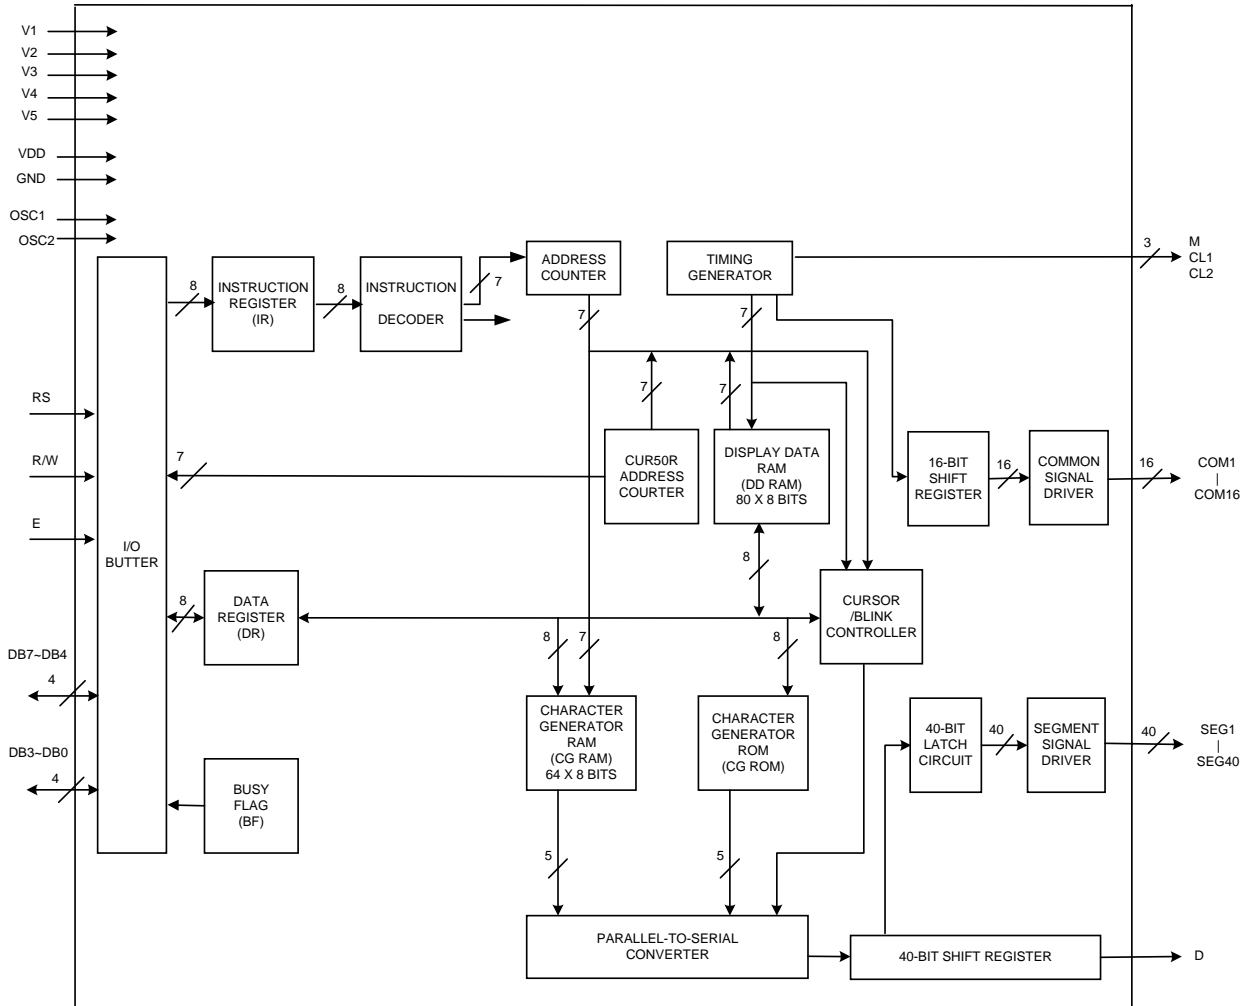 V1
V2
V3
V4
V5
VDD
GND
OSC1
OSC2
ADDRESS
COUNTER
TIMING
GENERATOR
3
M
CL1
CL2
8
INSTRUCTION
REGISTER
(IR)
8
INSTRUCTION
DECODER
7
7
7
RS
7
7
R/W
7
CUR50R
ADDRESS
COURTER
DISPLAY DATA
RAM
(DD RAM)
80 X 8 BITS
16-BIT
SHIFT
REGISTER
16
COMMON
SIGNAL
DRIVER
16
COM1
|
COM16
E
I/O
BUTTER
8
8
DATA
REGISTER
(DR)
CURSOR
/BLINK
CONTROLLER
8
7
8
DB7~DB4
4
CHARACTER
GENERATOR
RAM
(CG RAM)
64 X 8 BITS
CHARACTER
GENERATOR
ROM
(CG ROM)
40-BIT
LATCH
CIRCUIT
40
SEGMENT
SIGNAL
DRIVER
40
SEG1
|
SEG40
DB3~DB0
4
BUSY
FLAG
(BF)
5
5
PARALLEL-TO-SERIAL
CONVERTER
40-BIT SHIFT REGISTER
D